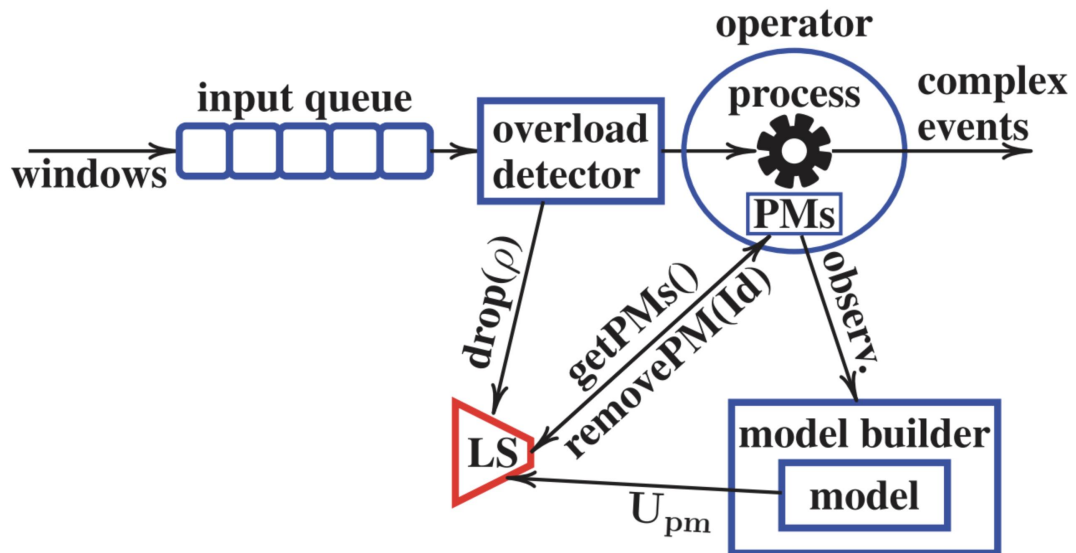 operator
complex
events
process
input queue
overload
detector
windows
PMs
drop(ρ)
getPMs()
removePM(Id)
observ.
LS
model builder
model
U_pm